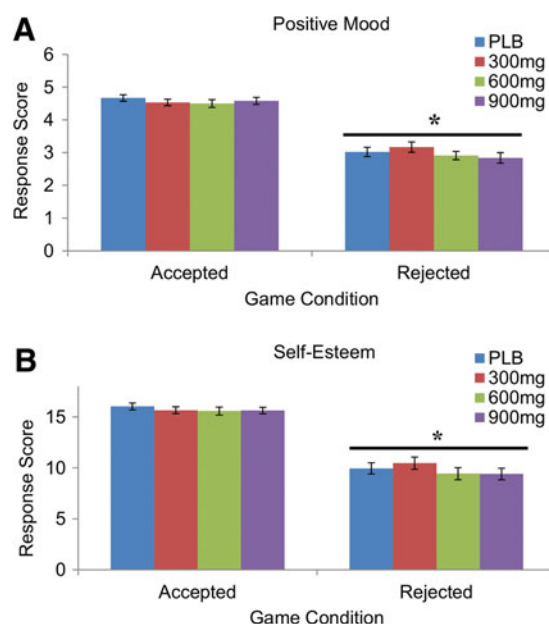 A
Positive Mood
PLB
300mg
600mg
900mg
Response Score
6
5
4
3
2
1
0
*
Accepted
Rejected
Game Condition
B
Self-Esteem
PLB
300mg
600mg
900mg
Response Score
15
10
5
0
*
Accepted
Rejected
Game Condition